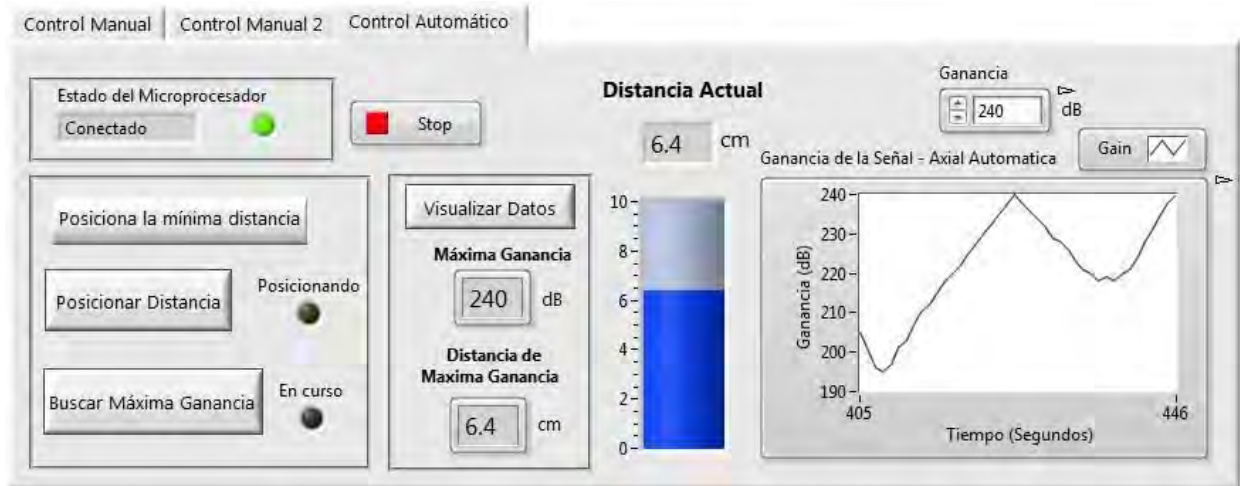 Control Manual
Control Manual 2
Control Automático
Estado del Microprocesador
Conectado
Stop
Posiciona la mínima distancia
Posicionar Distancia
Posicionando
Buscar Máxima Ganancia
En curso
Visualizar Datos
Máxima Ganancia
240 dB
Distancia de
Maxima Ganancia
6.4 cm
Distancia Actual
6.4 cm
10
8
6
4
2
0
Ganancia
240 dB
Ganancia de la Señal - Axial Automatica
Gain
Ganancia (dB)
240
230
220
210
200
190
405
446
Tiempo (Segundos)